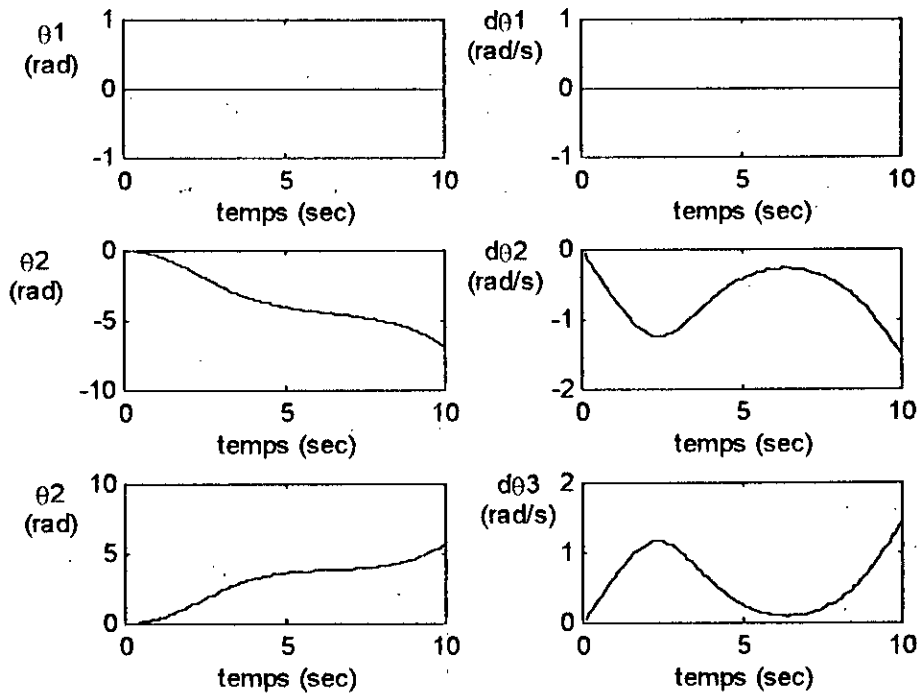 θ1
(rad)
1
0
-1
0
5
10
temps (sec)
dθ1
(rad/s)
1
0
-1
0
5
10
temps (sec)
θ2
(rad)
0
-5
-10
0
5
10
temps (sec)
dθ2
(rad/s)
0
-1
-2
0
5
10
temps (sec)
θ2
(rad)
10
5
0
0
5
10
temps (sec)
dθ3
(rad/s)
2
1
0
0
5
10
temps (sec)